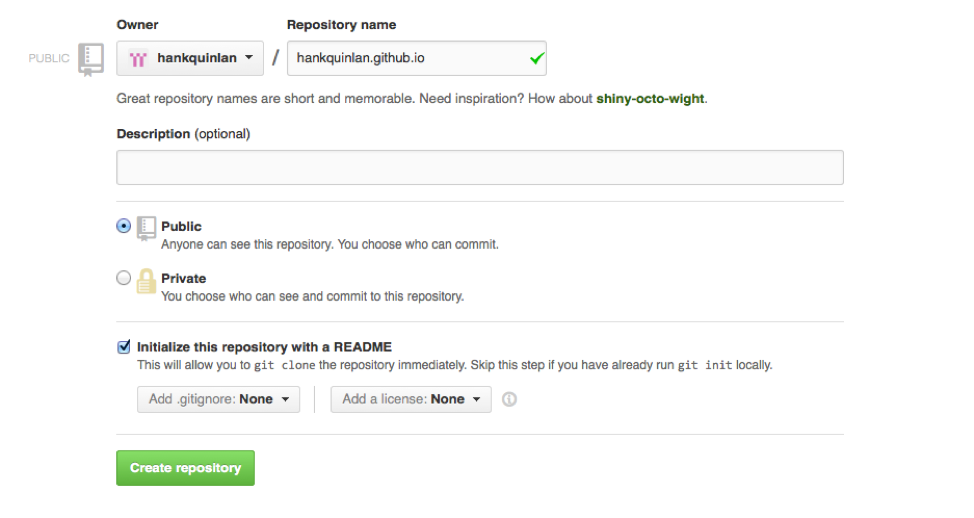 Owner Repository name
PUBLIC hankquinlan / hankquinlan.github.io
Great repository names are short and memorable. Need inspiration? How about shiny-octo-wight.
Description (optional)
Public
Anyone can see this repository. You choose who can commit.
Private
You choose who can see and commit to this repository.
Initialize this repository with a README
This will allow you to git clone the repository immediately. Skip this step if you have already run git init locally.
Add .gitignore: None Add a license: None
Create repository